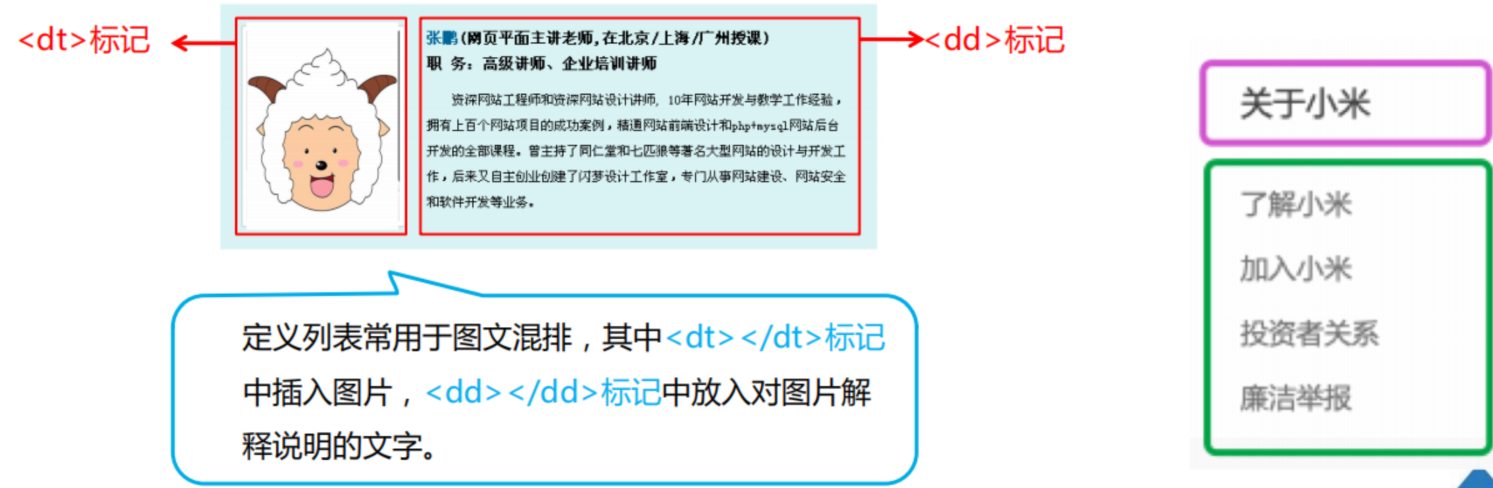 <dt>标记
张鹏(网页平面主讲老师,在北京/上海/广州授课)
职 务：高级讲师、企业培训讲师
资深网站工程师和资深网站设计讲师, 10年网站开发与教学工作经验，
拥有上百个网站项目的成功案例，精通网站前端设计和php+mysql网站后台
开发的全部课程。曾主持了同仁堂和七匹狼等著名大型网站的设计与开发工
作，后来又自主创业创建了闪梦设计工作室，专门从事网站建设、网站安全
和软件开发等业务。
<dd>标记
定义列表常用于图文混排，其中<dt></dt>标记
中插入图片，<dd></dd>标记中放入对图片解
释说明的文字。
关于小米
了解小米
加入小米
投资者关系
廉洁举报